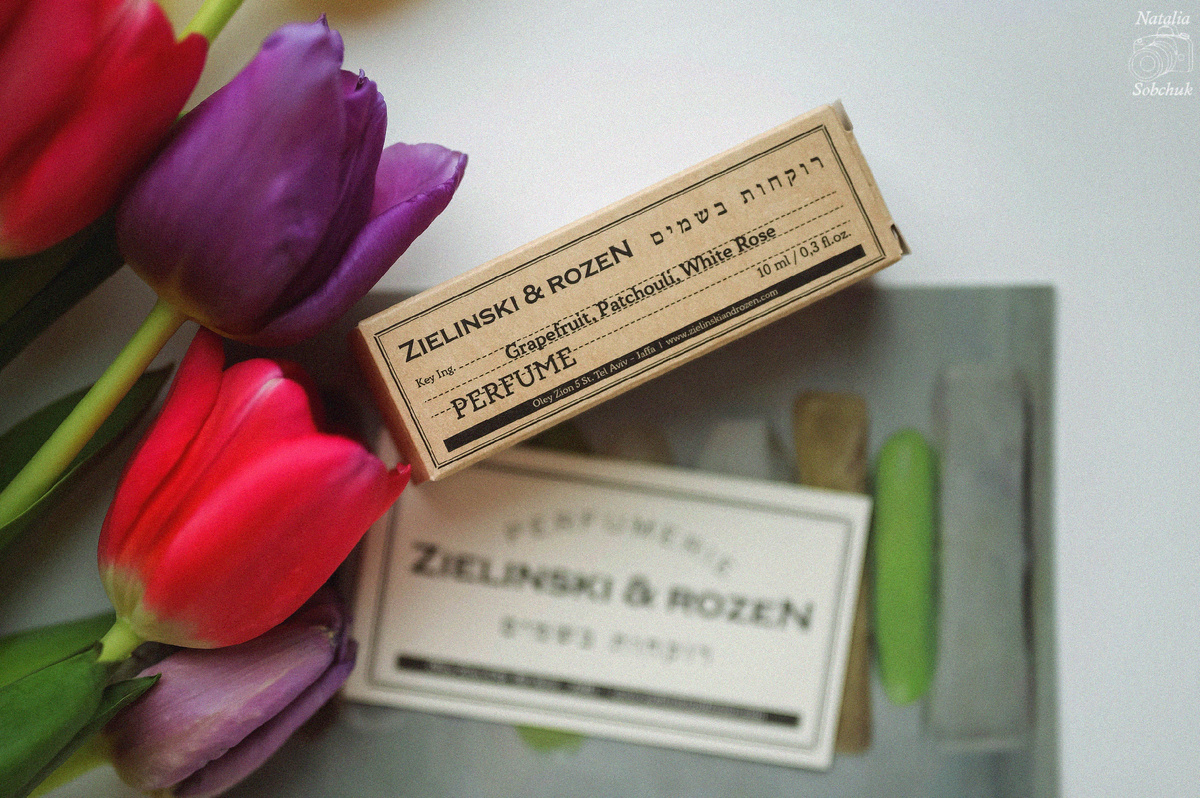 Natalia
Sobchuk
ZIELINSKI & ROZEN רוקחות בשמים
Key Ing. Grapefruit, Patchouli, White Rose
PERFUME 10 ml / 0,3 fl.oz.
Oley Zion 5 St. Tel Aviv - Jaffa | www.zielinskiandrozen.com
PERFUMERIE
ZIELINSKI & ROZEN
רוקחות בשמים